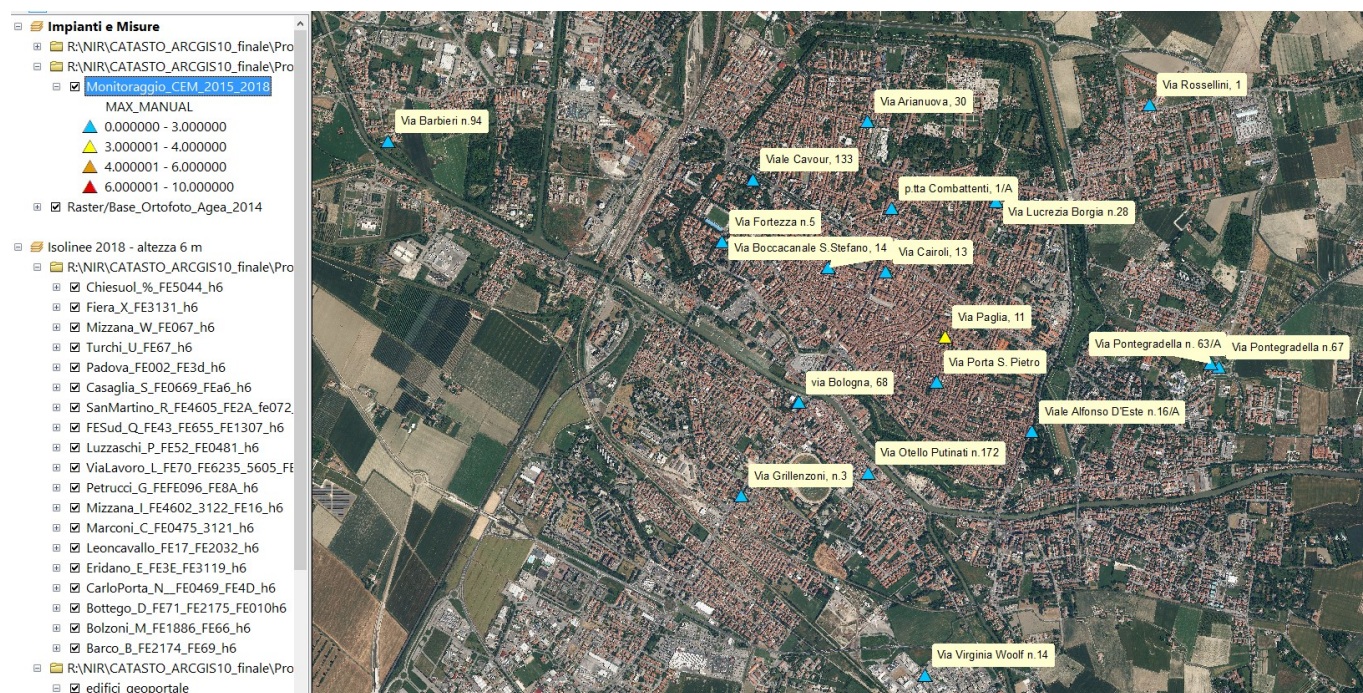 Impianti e Misure
R:\NIR\CATASTO_ARCGIS10_finale\Pro
R:\NIR\CATASTO_ARCGIS10_finale\Pro
Monitoraggio_CEM_2015_2018
MAX_MANUAL
0.000000 - 3.000000
3.000001 - 4.000000
4.000001 - 6.000000
6.000001 - 10.000000
Raster/Base_Ortofoto_Agea_2014
Isolinee 2018 - altezza 6 m
R:\NIR\CATASTO_ARCGIS10_finale\Pro
Chiesuol_%_FE5044_h6
Fiera_X_FE3131_h6
Mizzana_W_FE067_h6
Turchi_U_FE67_h6
Padova_FE002_FE3d_h6
Casaglia_S_FE0669_FEa6_h6
SanMartino_R_FE4605_FE2A_fe072_
FESud_Q_FE43_FE655_FE1307_h6
Luzzaschi_P_FE52_FE0481_h6
ViaLavoro_L_FE70_FE6235_5605_FE
Petrucci_G_FEFE096_FE8A_h6
Mizzana_I_FE4602_3122_FE16_h6
Marconi_C_FE0475_3121_h6
Leoncavallo_FE17_FE2032_h6
Eridano_E_FE3E_FE3119_h6
CarloPorta_N__FE0469_FE4D_h6
Bottego_D_FE71_FE2175_FE010h6
Bolzoni_M_FE1886_FE66_h6
Barco_B_FE2174_FE69_h6
R:\NIR\CATASTO_ARCGIS10_finale\Pro
edifici_geoportale
Via Rossellini, 1
Via Arianuova, 30
Via Barbieri n.94
Viale Cavour, 133
p.tta Combattenti, 1/A
Via Lucrezia Borgia n.28
Via Fortezza n.5
Via Boccacanale S.Stefano, 14
Via Cairoli, 13
Via Paglia, 11
Via Pontegradella n. 63/A
Via Pontegradella n.67
Via Porta S. Pietro
via Bologna, 68
Viale Alfonso D'Este n.16/A
Via Otello Putinati n.172
Via Grillenzoni, n.3
Via Virginia Woolf n.14